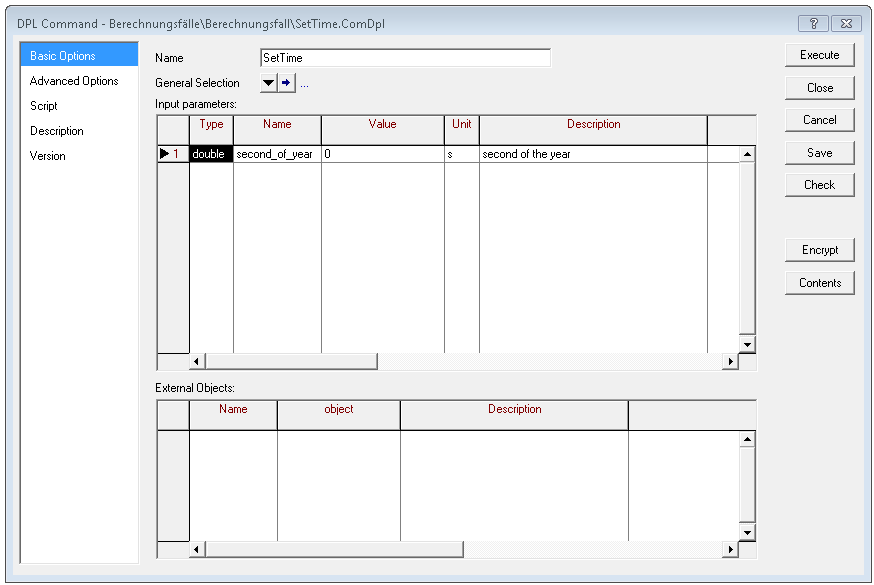 DPL Command - Berechnungsfälle\Berechnungsfall\SetTime.ComDpl
Basic Options
Advanced Options
Script
Description
Version
Name SetTime
General Selection ...
Input parameters:
Type Name Value Unit Description
1 double second_of_year 0 s second of the year
External Objects:
Name object Description
Execute
Close
Cancel
Save
Check
Encrypt
Contents